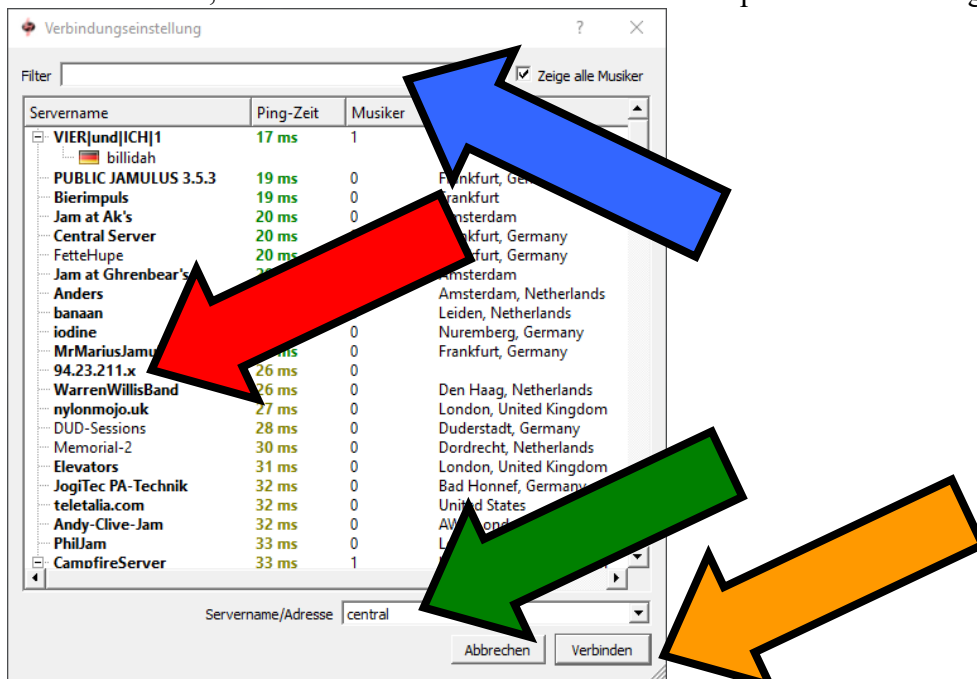 Verbindungseinstellung ? ×
Filter Zeige alle Musiker
Servername Ping-Zeit Musiker
VIER|und|ICH|1 17 ms 1
billidah
PUBLIC JAMULUS 3.5.3 19 ms 0 Frankfurt,
Bierimpuls 19 ms 0 Frankfurt
Jam at Ak's 20 ms 0 Amsterdam
Central Server 20 ms Germany
FetteHupe 20 ms Germany
Jam at Ghrenbear's Amsterdam
Anders Amsterdam, Netherlands
banaan Leiden, Netherlands
iodine 0 Nuremberg, Germany
ms 0 Frankfurt, Germany
94.23.211.x 26 ms 0
WarrenWillisBand 26 ms 0 Den Haag, Netherlands
nylonmojo.uk 27 ms 0 London, United Kingdom
DUD-Sessions 28 ms 0 Duderstadt, Germany
Memorial-2 30 ms 0 Dordrecht, Netherlands
Elevators 31 ms 0 London, United Kingdom
JogiTec PA-Technik 32 ms 0 Bad Honnef, Germany
teletalia.com 32 ms 0 United States
Andy-Clive-Jam 32 ms 0
PhilJam 33 ms 0
CampfireServer 33 ms 1
Servername/Adresse central
Abbrechen Verbinden